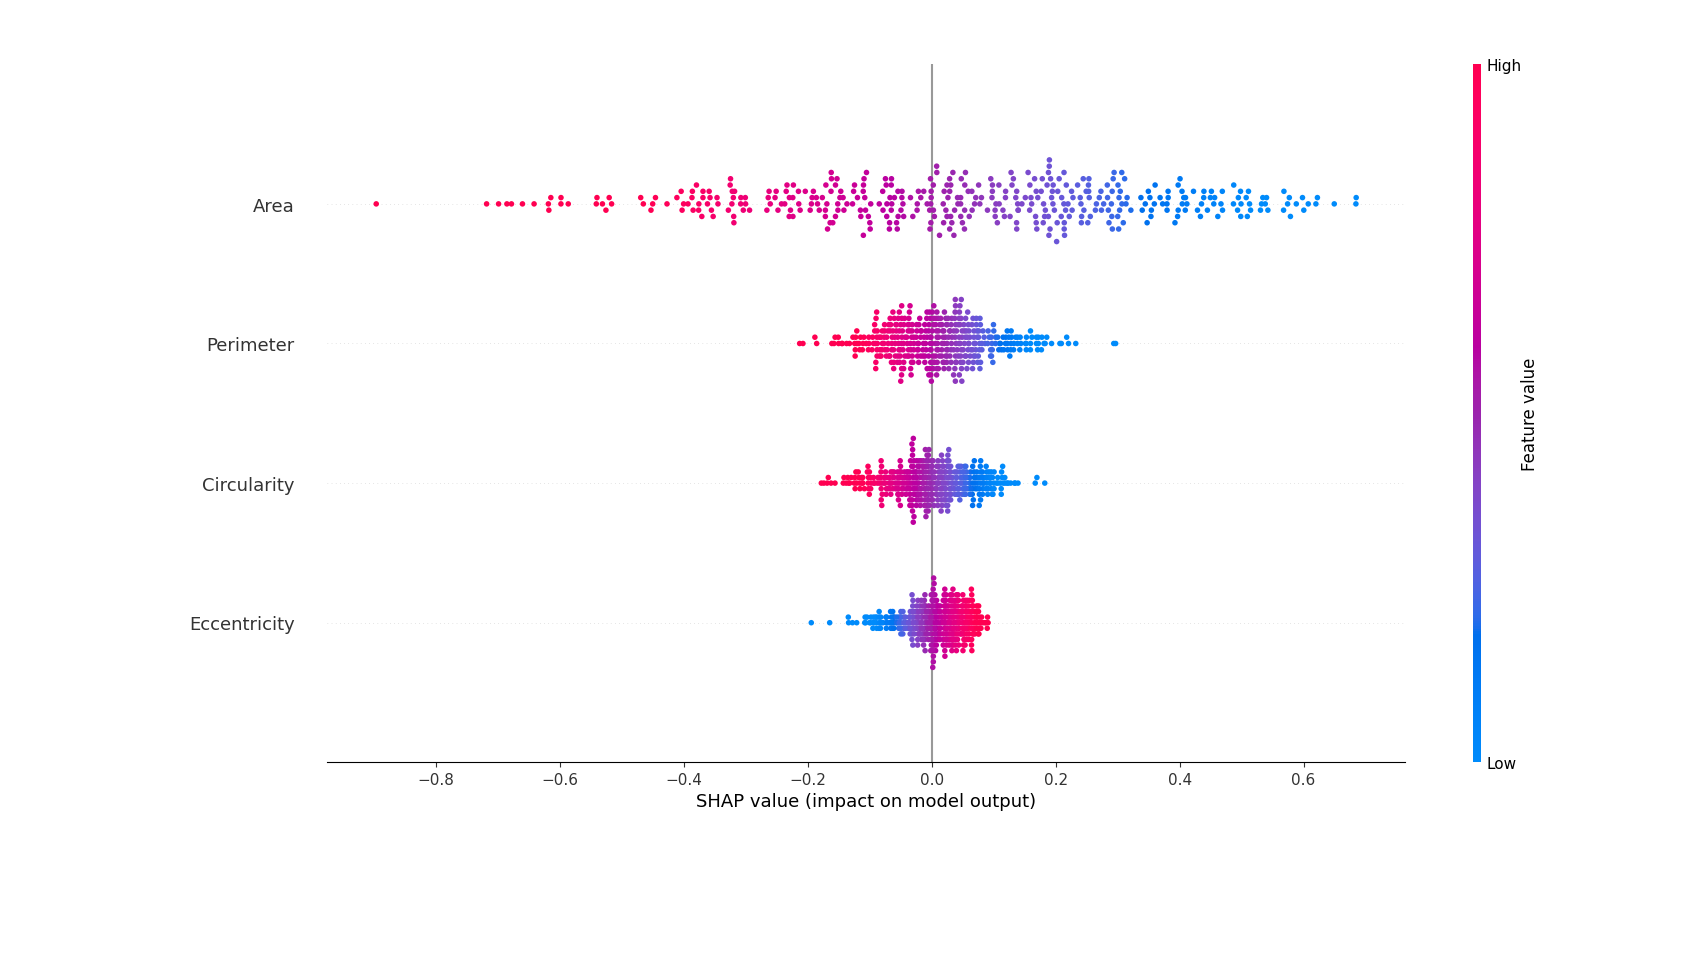 High
Area
Perimeter
Feature value
Circularity
Eccentricity
Low
−0.8 −0.6 −0.4 −0.2 0.0 0.2 0.4 0.6
SHAP value (impact on model output)